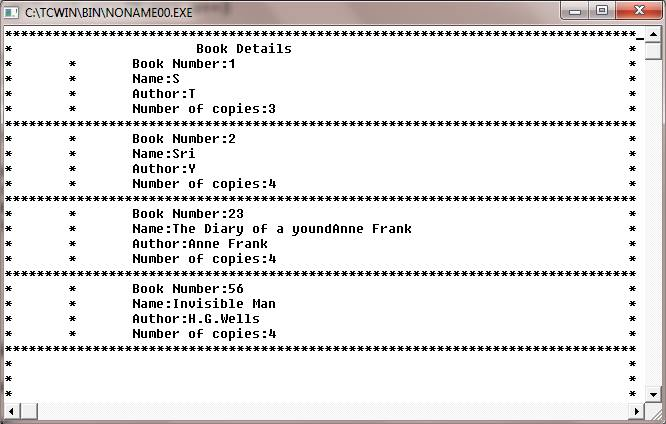 C:\TCWIN\BIN\NONAME00.EXE
*******************************************************************************_
* Book Details *
* * Book Number:1 *
* * Name:S *
* * Author:T *
* * Number of copies:3 *
*******************************************************************************
* * Book Number:2 *
* * Name:Sri *
* * Author:Y *
* * Number of copies:4 *
*******************************************************************************
* * Book Number:23 *
* * Name:The Diary of a youndAnne Frank *
* * Author:Anne Frank *
* * Number of copies:4 *
*******************************************************************************
* * Book Number:56 *
* * Name:Invisible Man *
* * Author:H.G.Wells *
* * Number of copies:4 *
*******************************************************************************
* *
* *
* *